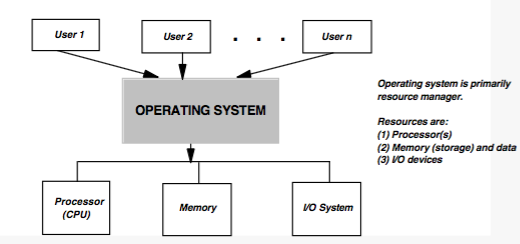 User 1
User 2
. . .
User n
OPERATING SYSTEM
Operating system is primarily
resource manager.
Resources are:
(1) Processor(s)
(2) Memory (storage) and data
(3) I/O devices
Processor
(CPU)
Memory
I/O System